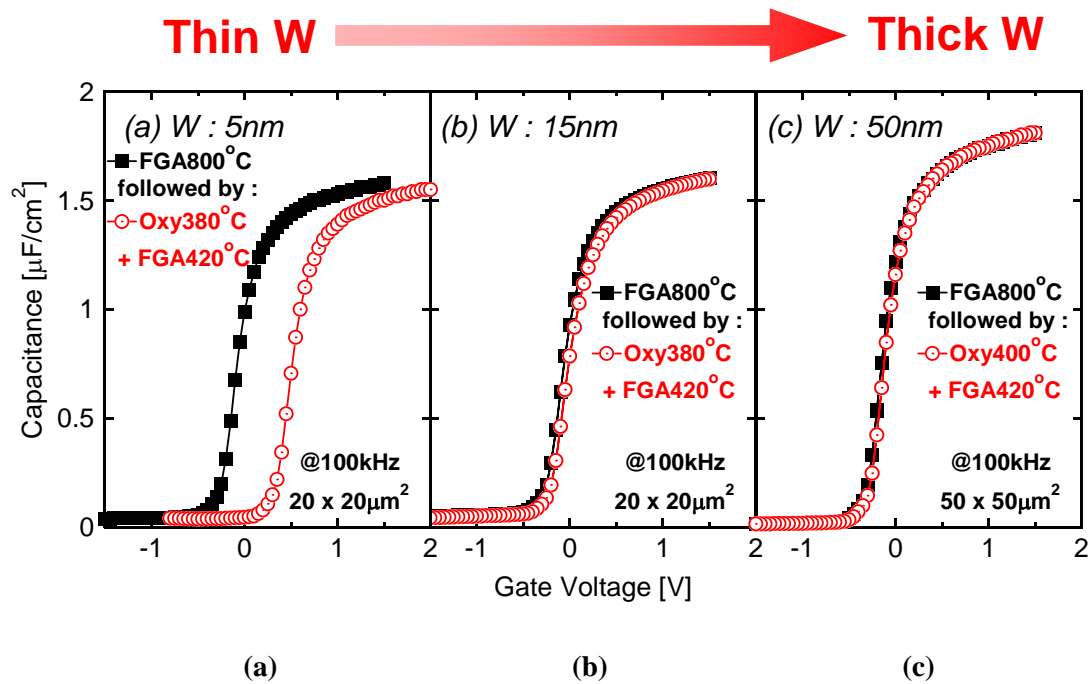 Thin W Thick W
2
1.5
1
0.5
0
Capacitance [μF/cm²]
(a) W : 5nm
FGA800°C
followed by :
Oxy380°C
+ FGA420°C
@100kHz
20 x 20μm²
(b) W : 15nm
FGA800°C
followed by :
Oxy380°C
+ FGA420°C
@100kHz
20 x 20μm²
(c) W : 50nm
FGA800°C
followed by :
Oxy400°C
+ FGA420°C
@100kHz
50 x 50μm²
-1 0 1 2 -1 0 1 2 -1 0 1 2
Gate Voltage [V]
(a) (b) (c)